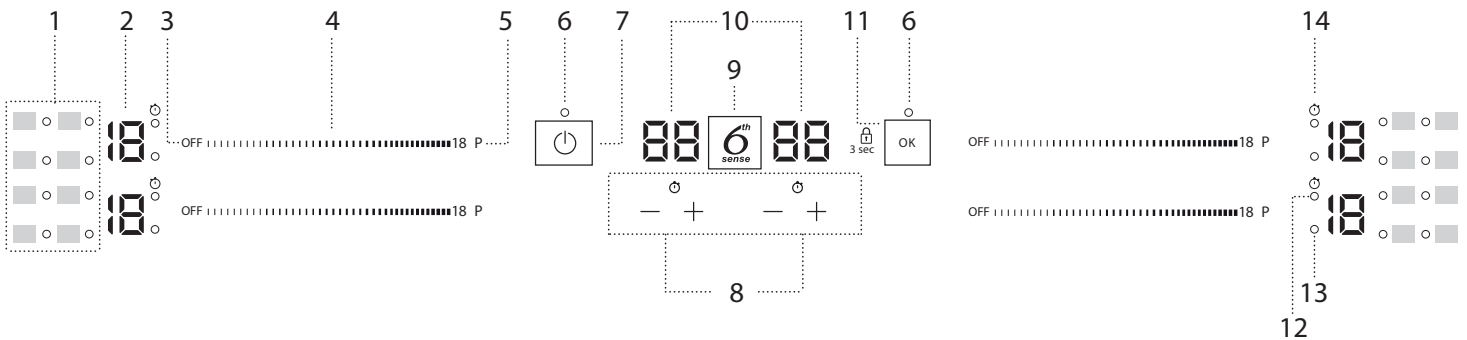 1 2 3 4 5 6 7 10 11 6 14
9
18 OFF 18 P 88 6th sense 88 3 sec OK OFF 18 P 18
18 OFF 18 P − + − + OFF 18 P 18
8 13
12